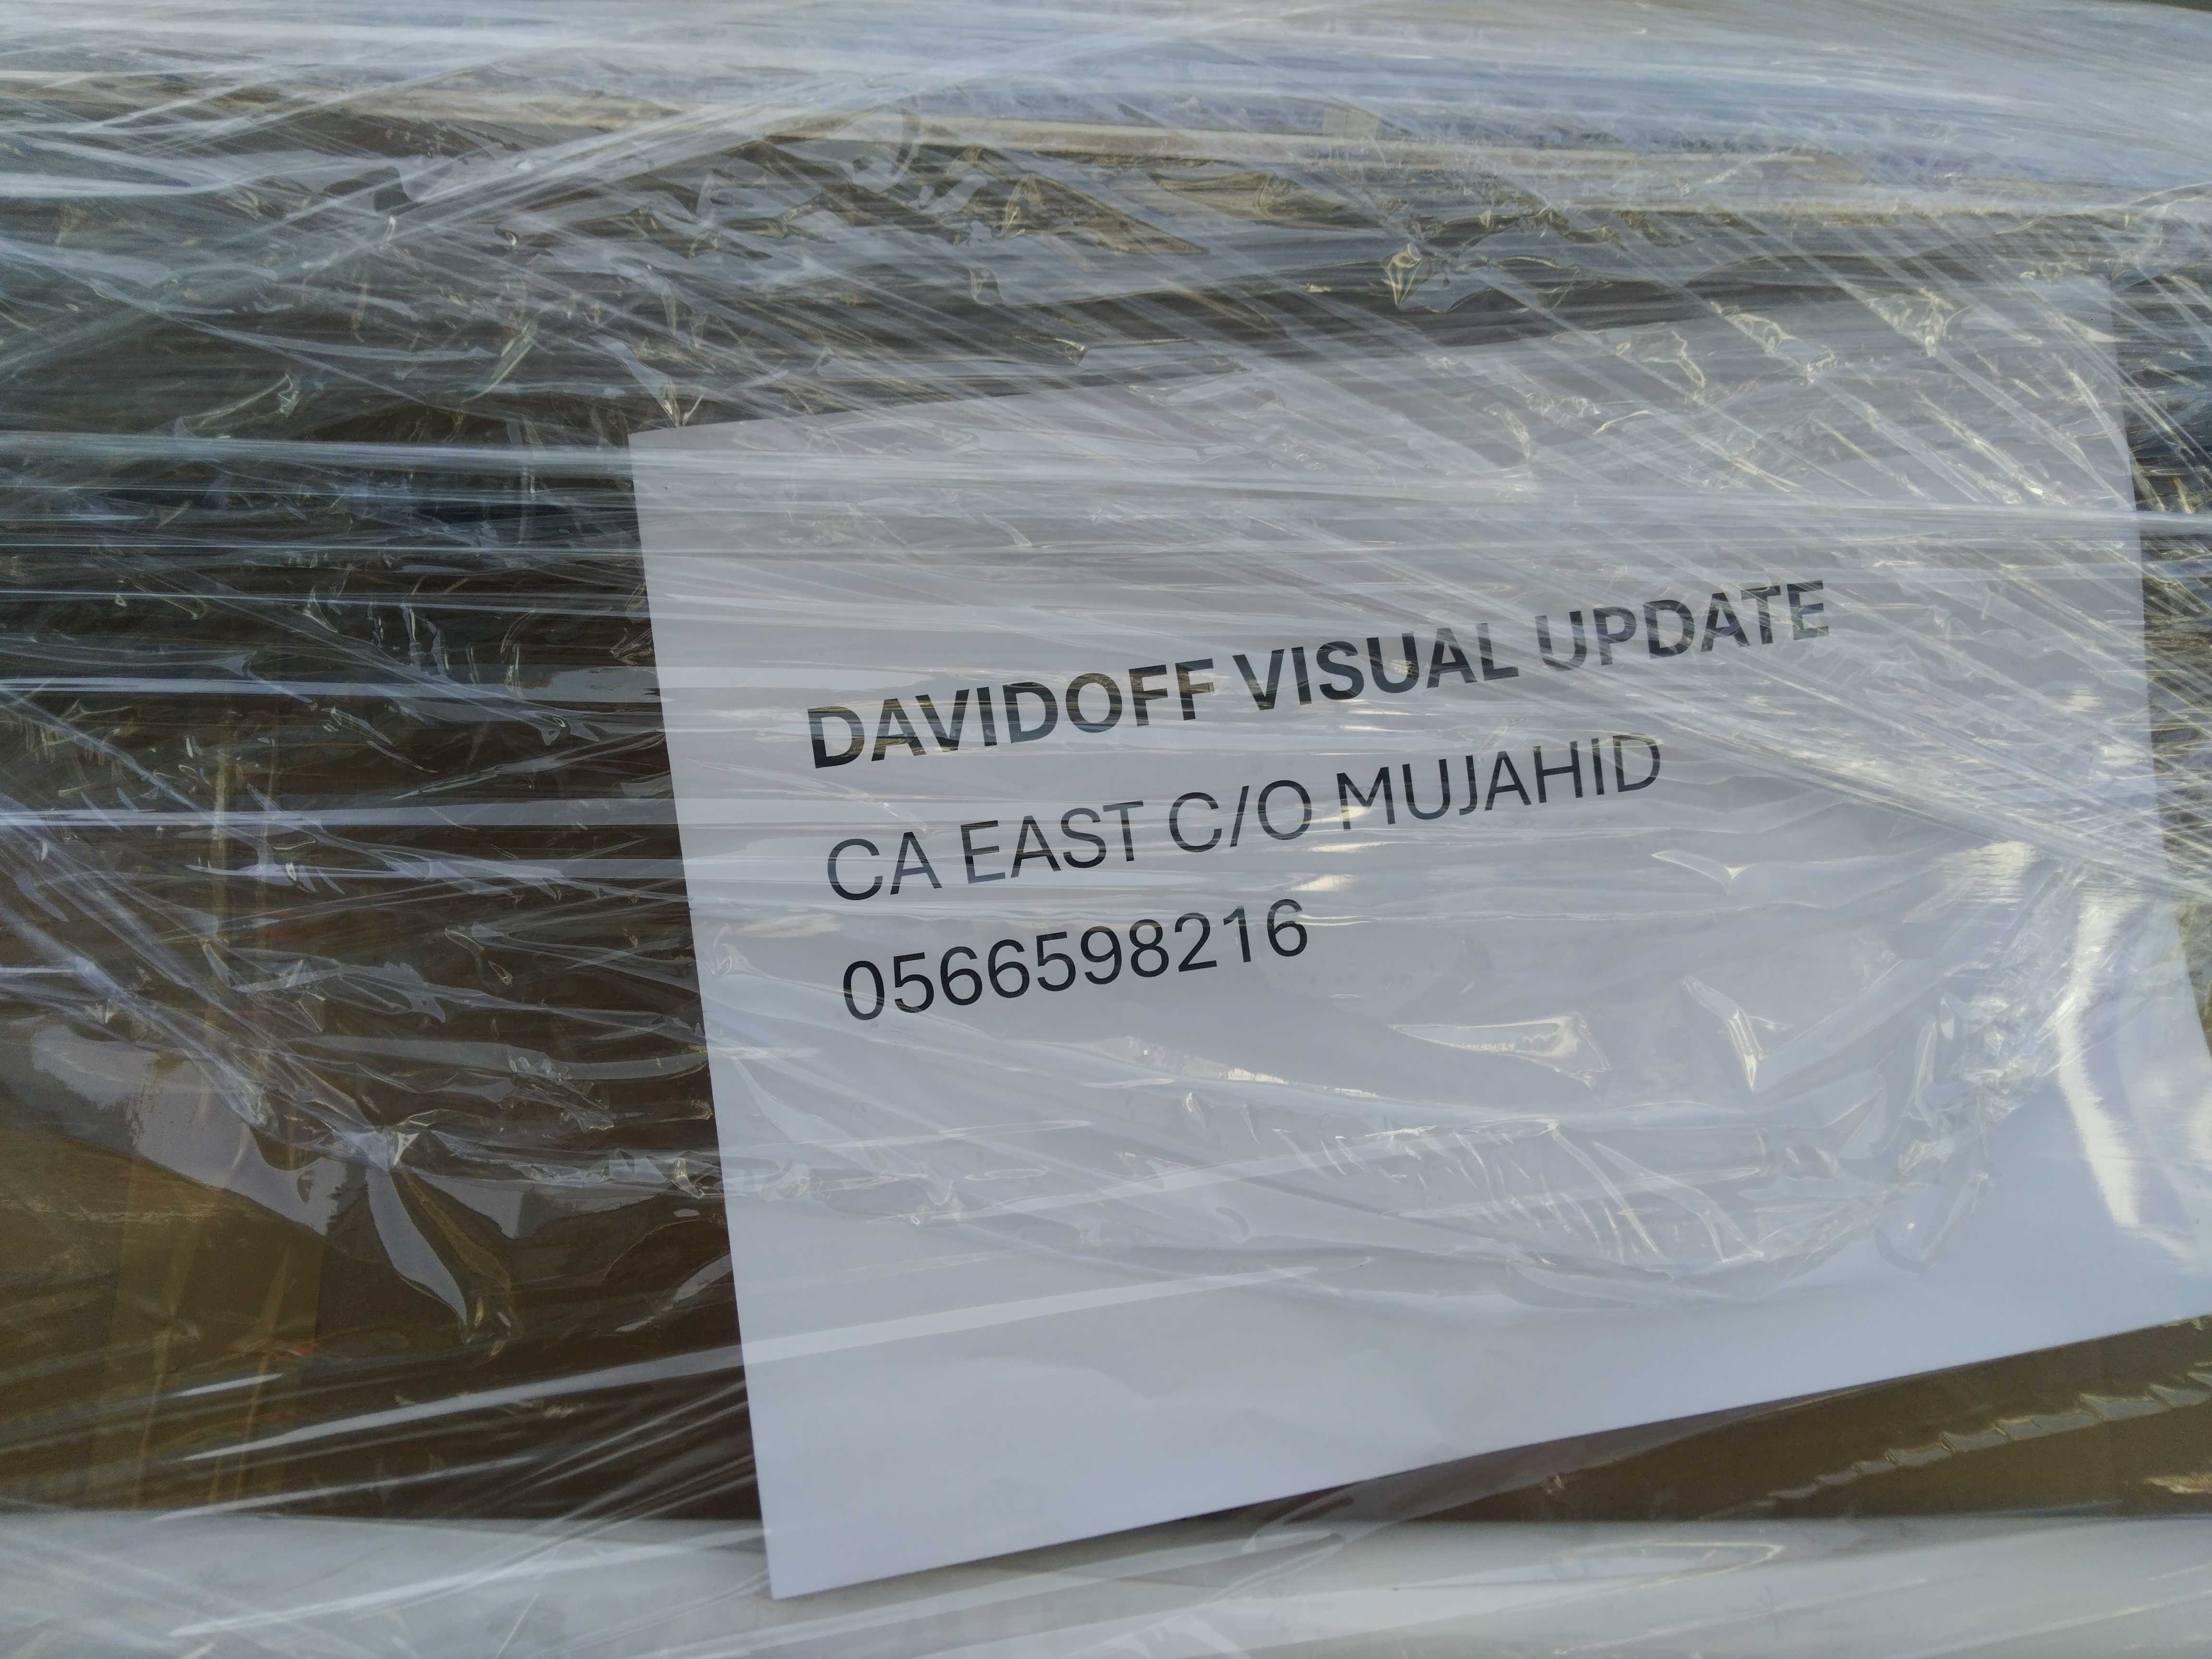 DAVIDOFF VISUAL UPDATE
CA EAST C/O MUJAHID
0566598216